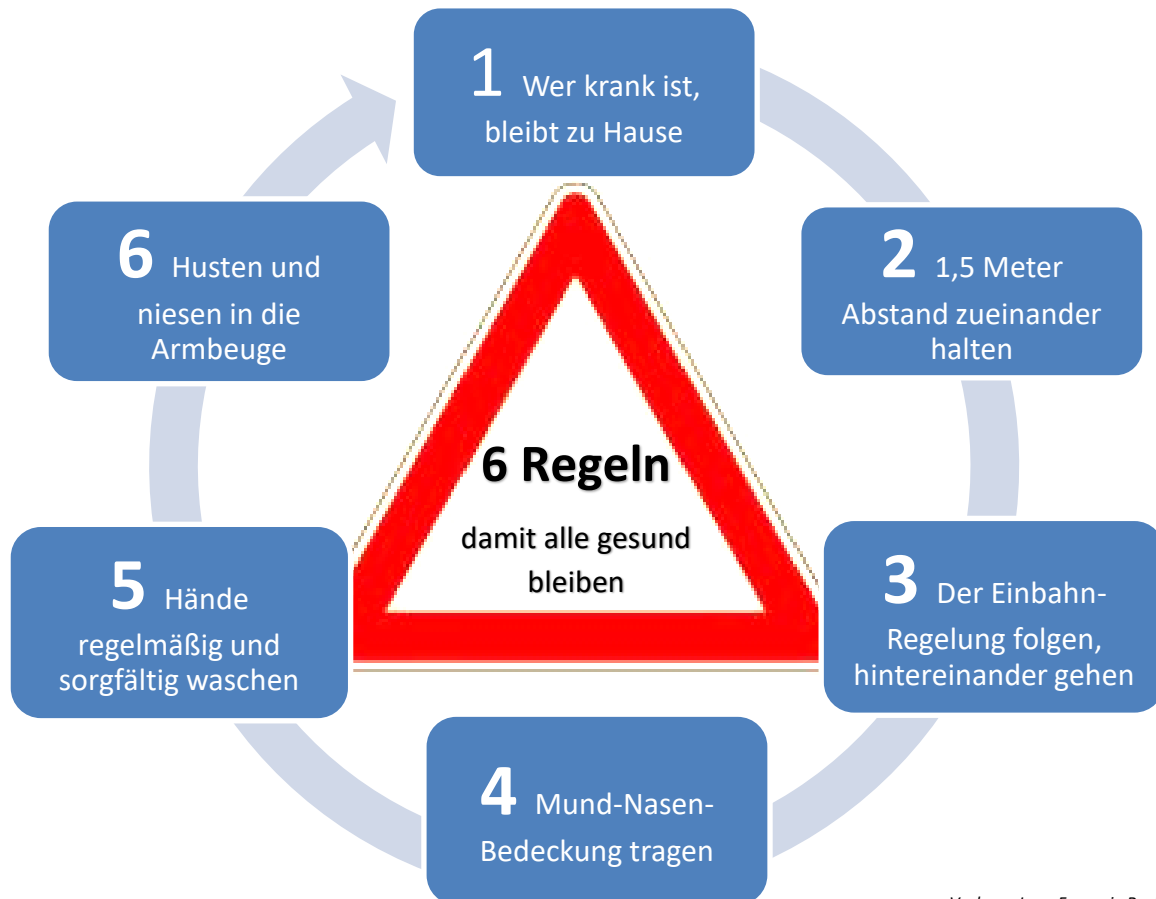 1 Wer krank ist,
bleibt zu Hause
2 1,5 Meter
Abstand zueinander
halten
3 Der Einbahn-
Regelung folgen,
hintereinander gehen
4 Mund-Nasen-
Bedeckung tragen
5 Hände
regelmäßig und
sorgfältig waschen
6 Husten und
niesen in die
Armbeuge
6 Regeln
damit alle gesund
bleiben